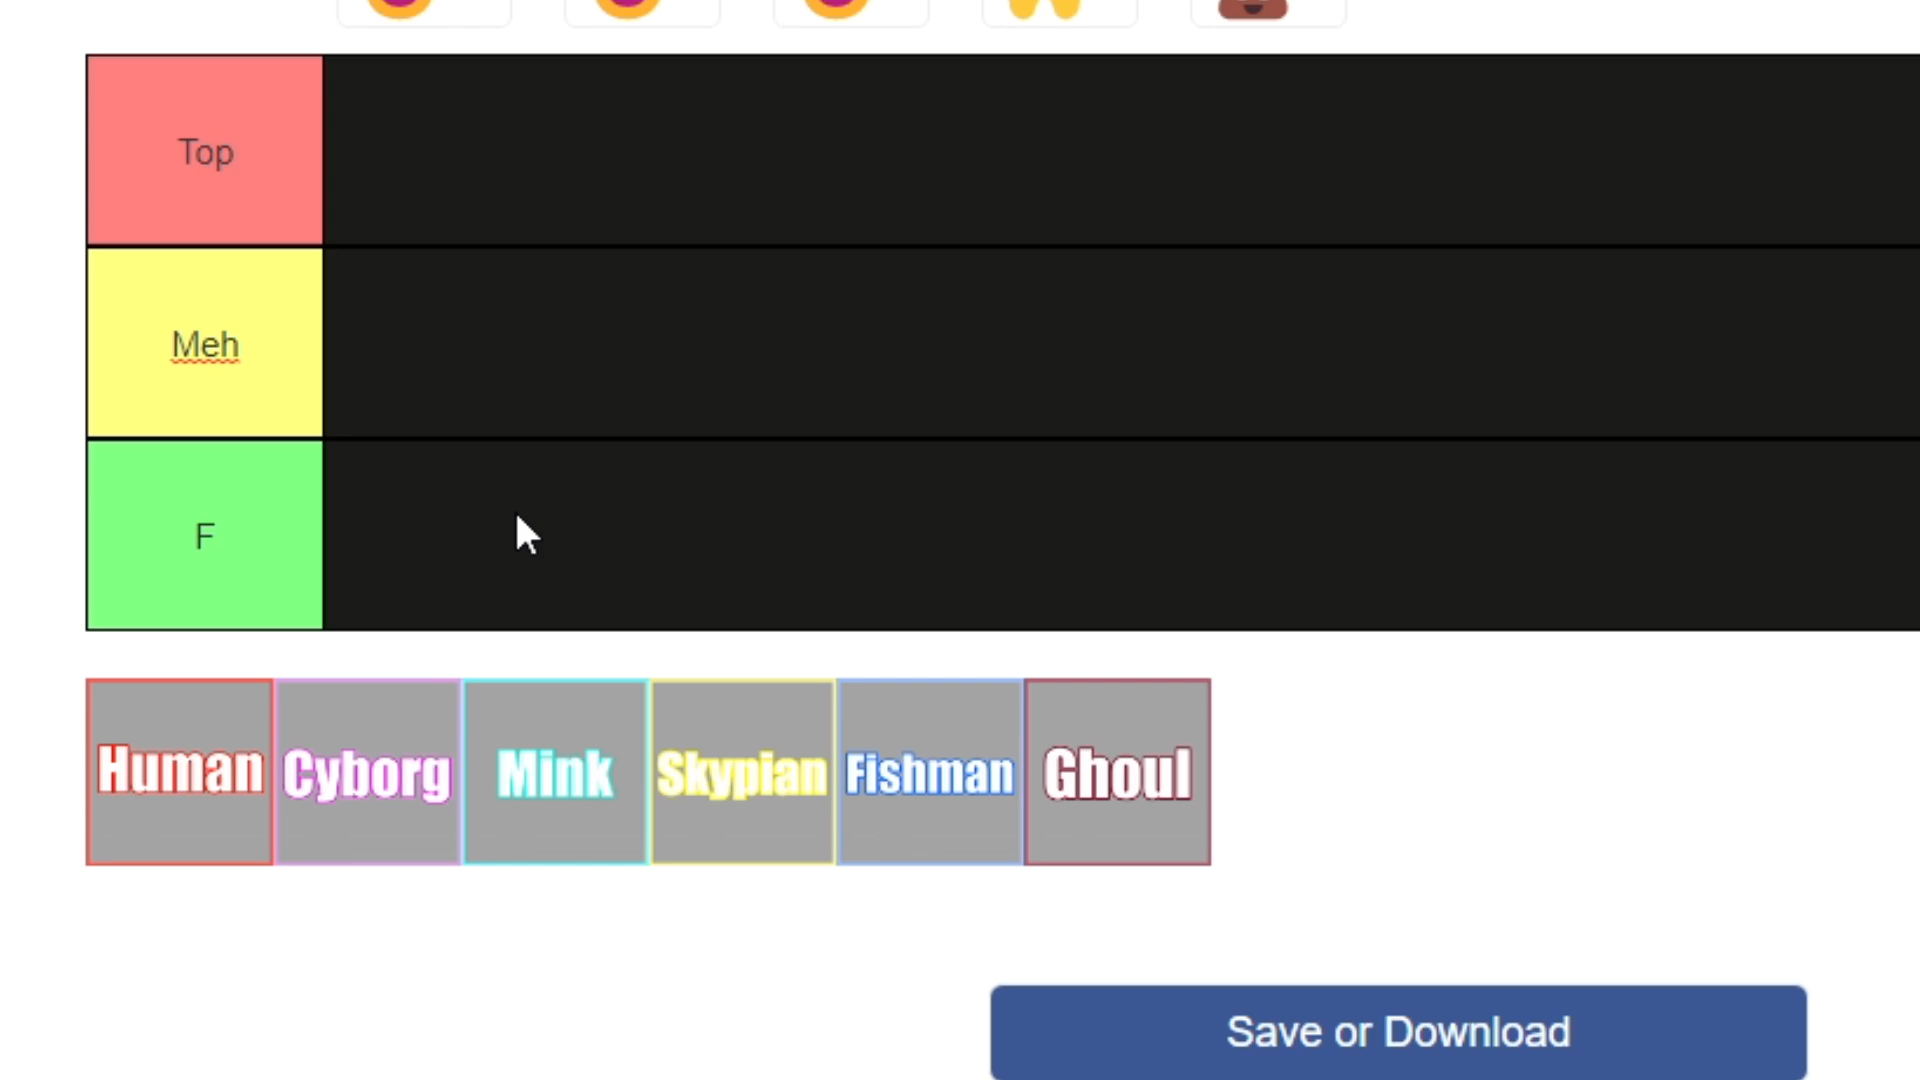 Top
Meh
F
Human Cyborg Mink Skypian Fishman Ghoul
Save or Download